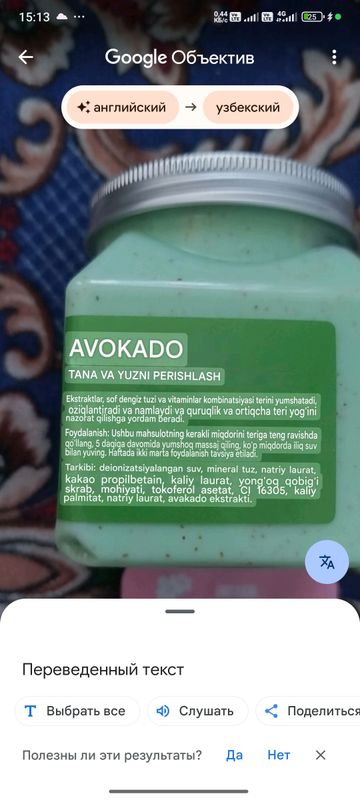 15:13
0,44
КБ/с
4G
25
Google Объектив
английский → узбекский
AVOKADO
TANA VA YUZNI PERISHLASH
Ekstraktlar, sof dengiz tuzi va vitaminlar kombinatsiyasi terini yumshatadi,
oziqlantiradi va namlaydi va quruqlik va ortiqcha teri yog'ini
nazorat qilishga yordam beradi.
Foydalanish: Ushbu mahsulotning kerakli miqdorini teriga teng ravishda
qo'llang, 5 daqiqa davomida yumshoq massaj qiling, ko'p miqdorda iliq suv
bilan yuving. Haftada ikki marta foydalanish tavsiya etiladi.
Tarkibi: deionizatsiyalangan suv, mineral tuz, natriy laurat,
kakao propilbetain, kaliy laurat, yong'oq qobig'i
skrab, mohiyati, tokoferol asetat, CI 16305, kaliy
palmitat, natriy laurat, avakado ekstrakti.
Переведенный текст
Выбрать все
Слушать
Поделиться
Полезны ли эти результаты? Да Нет